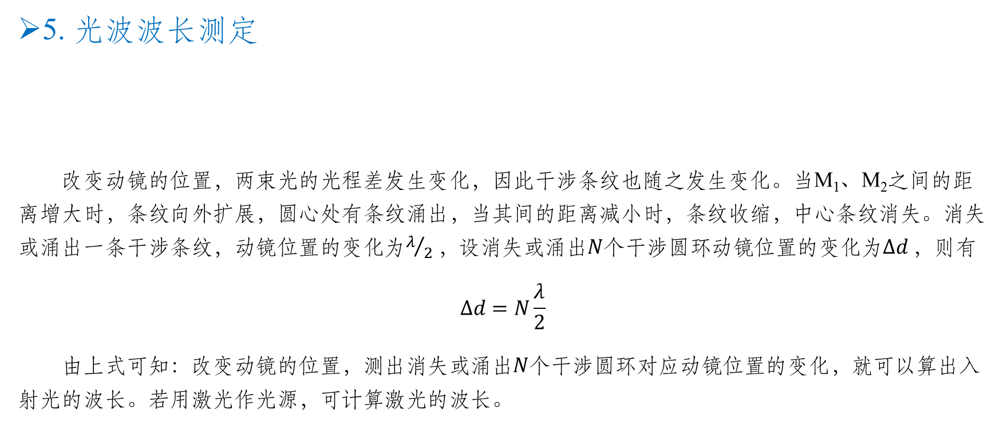 ➢5. 光波波长测定
改变动镜的位置，两束光的光程差发生变化，因此干涉条纹也随之发生变化。当M₁、M₂之间的距
离增大时，条纹向外扩展，圆心处有条纹涌出，当其间的距离减小时，条纹收缩，中心条纹消失。消失
或涌出一条干涉条纹，动镜位置的变化为λ/2，设消失或涌出N个干涉圆环动镜位置的变化为Δd，则有
Δd = N λ/2
由上式可知：改变动镜的位置，测出消失或涌出N个干涉圆环对应动镜位置的变化，就可以算出入
射光的波长。若用激光作光源，可计算激光的波长。